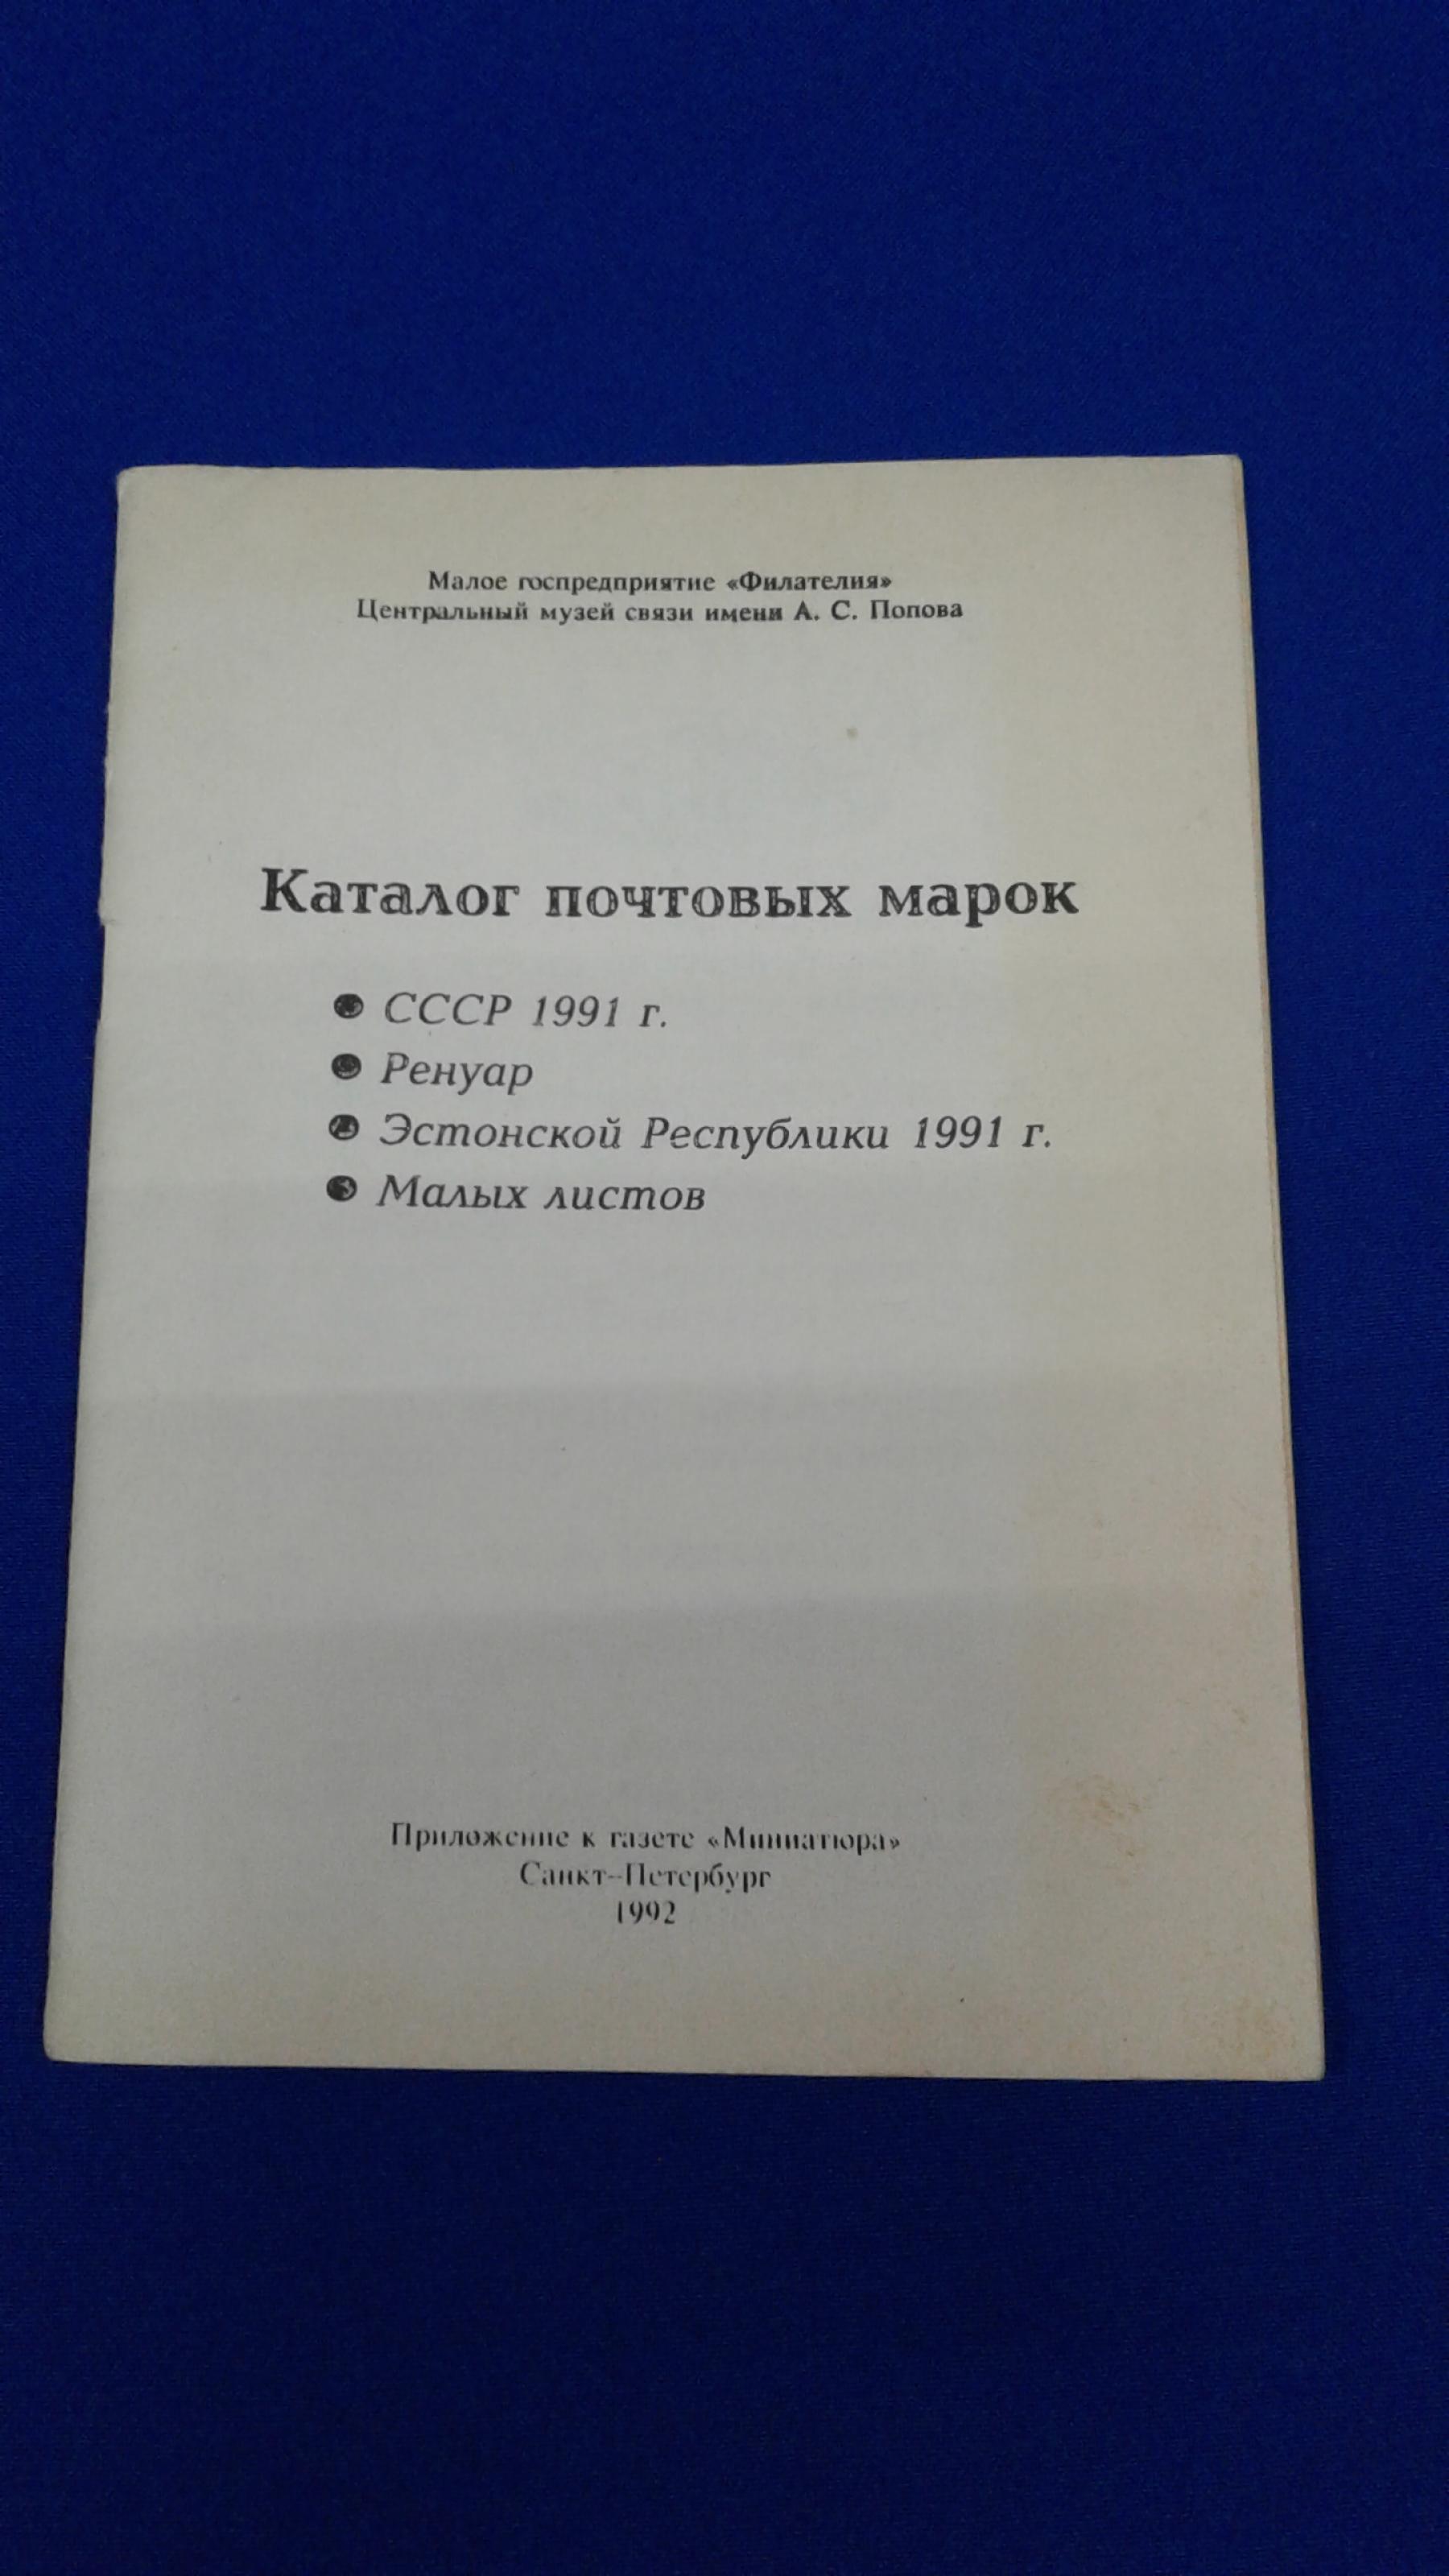 Малое госпредприятие «Филателия»
Центральный музей связи имени А. С. Попова
Каталог почтовых марок
● СССР 1991 г.
● Ренуар
● Эстонской Республики 1991 г.
● Малых листов
Приложение к газете «Миниатюра»
Санкт-Петербург
1992